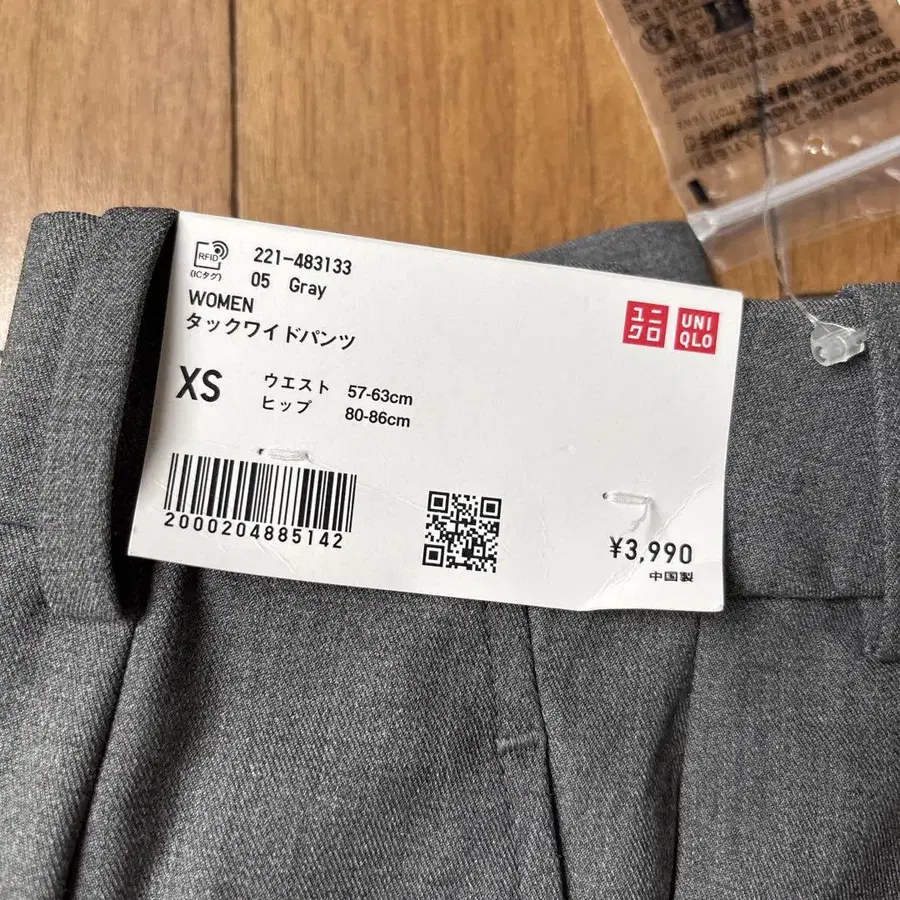 RFID
(ICタグ)
221-483133
05 Gray
WOMEN
タックワイドパンツ
ユニ
クロ
UNI
QLO
XS
ウエスト 57-63cm
ヒップ 80-86cm
2000204885142
¥3,990
中国製